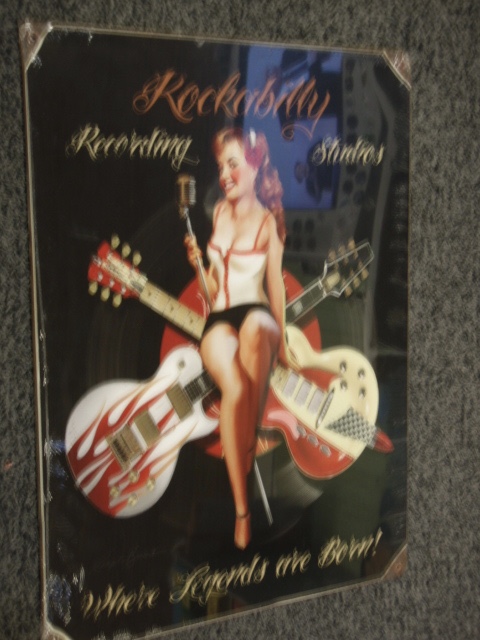 Rockabilly
Recording Studios
Where Legends are Born!